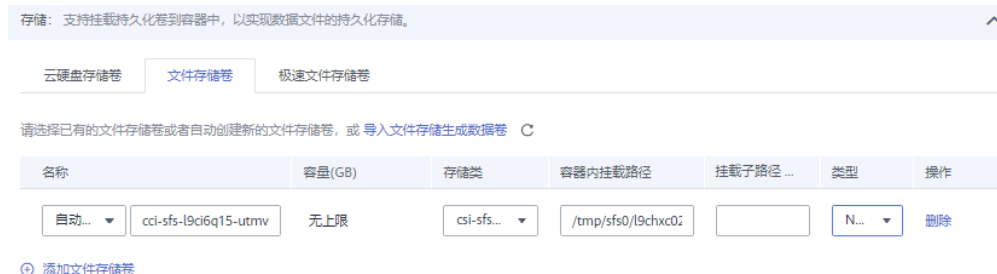 存储： 支持挂载持久化卷到容器中，以实现数据文件的持久化存储。
云硬盘存储卷 文件存储卷 极速文件存储卷
请选择已有的文件存储卷或者自动创建新的文件存储卷，或 导入文件存储生成数据卷
名称 容量(GB) 存储类 容器内挂载路径 挂载子路径 ... 类型 操作
自动... cci-sfs-l9ci6q15-utmv 无上限 csi-sfs... /tmp/sfs0/l9chxc02 N... 删除
添加文件存储卷